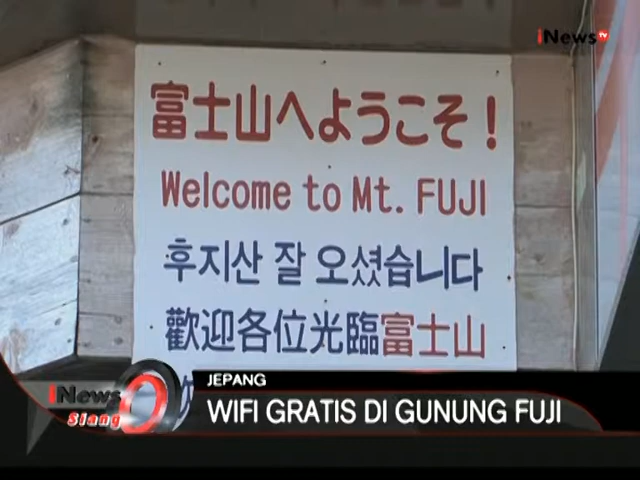 iNews tv
富士山へようこそ!
Welcome to Mt. FUJI
후지산 잘 오셨습니다
歡迎各位光臨富士山
iNews
Siang
JEPANG
WIFI GRATIS DI GUNUNG FUJI